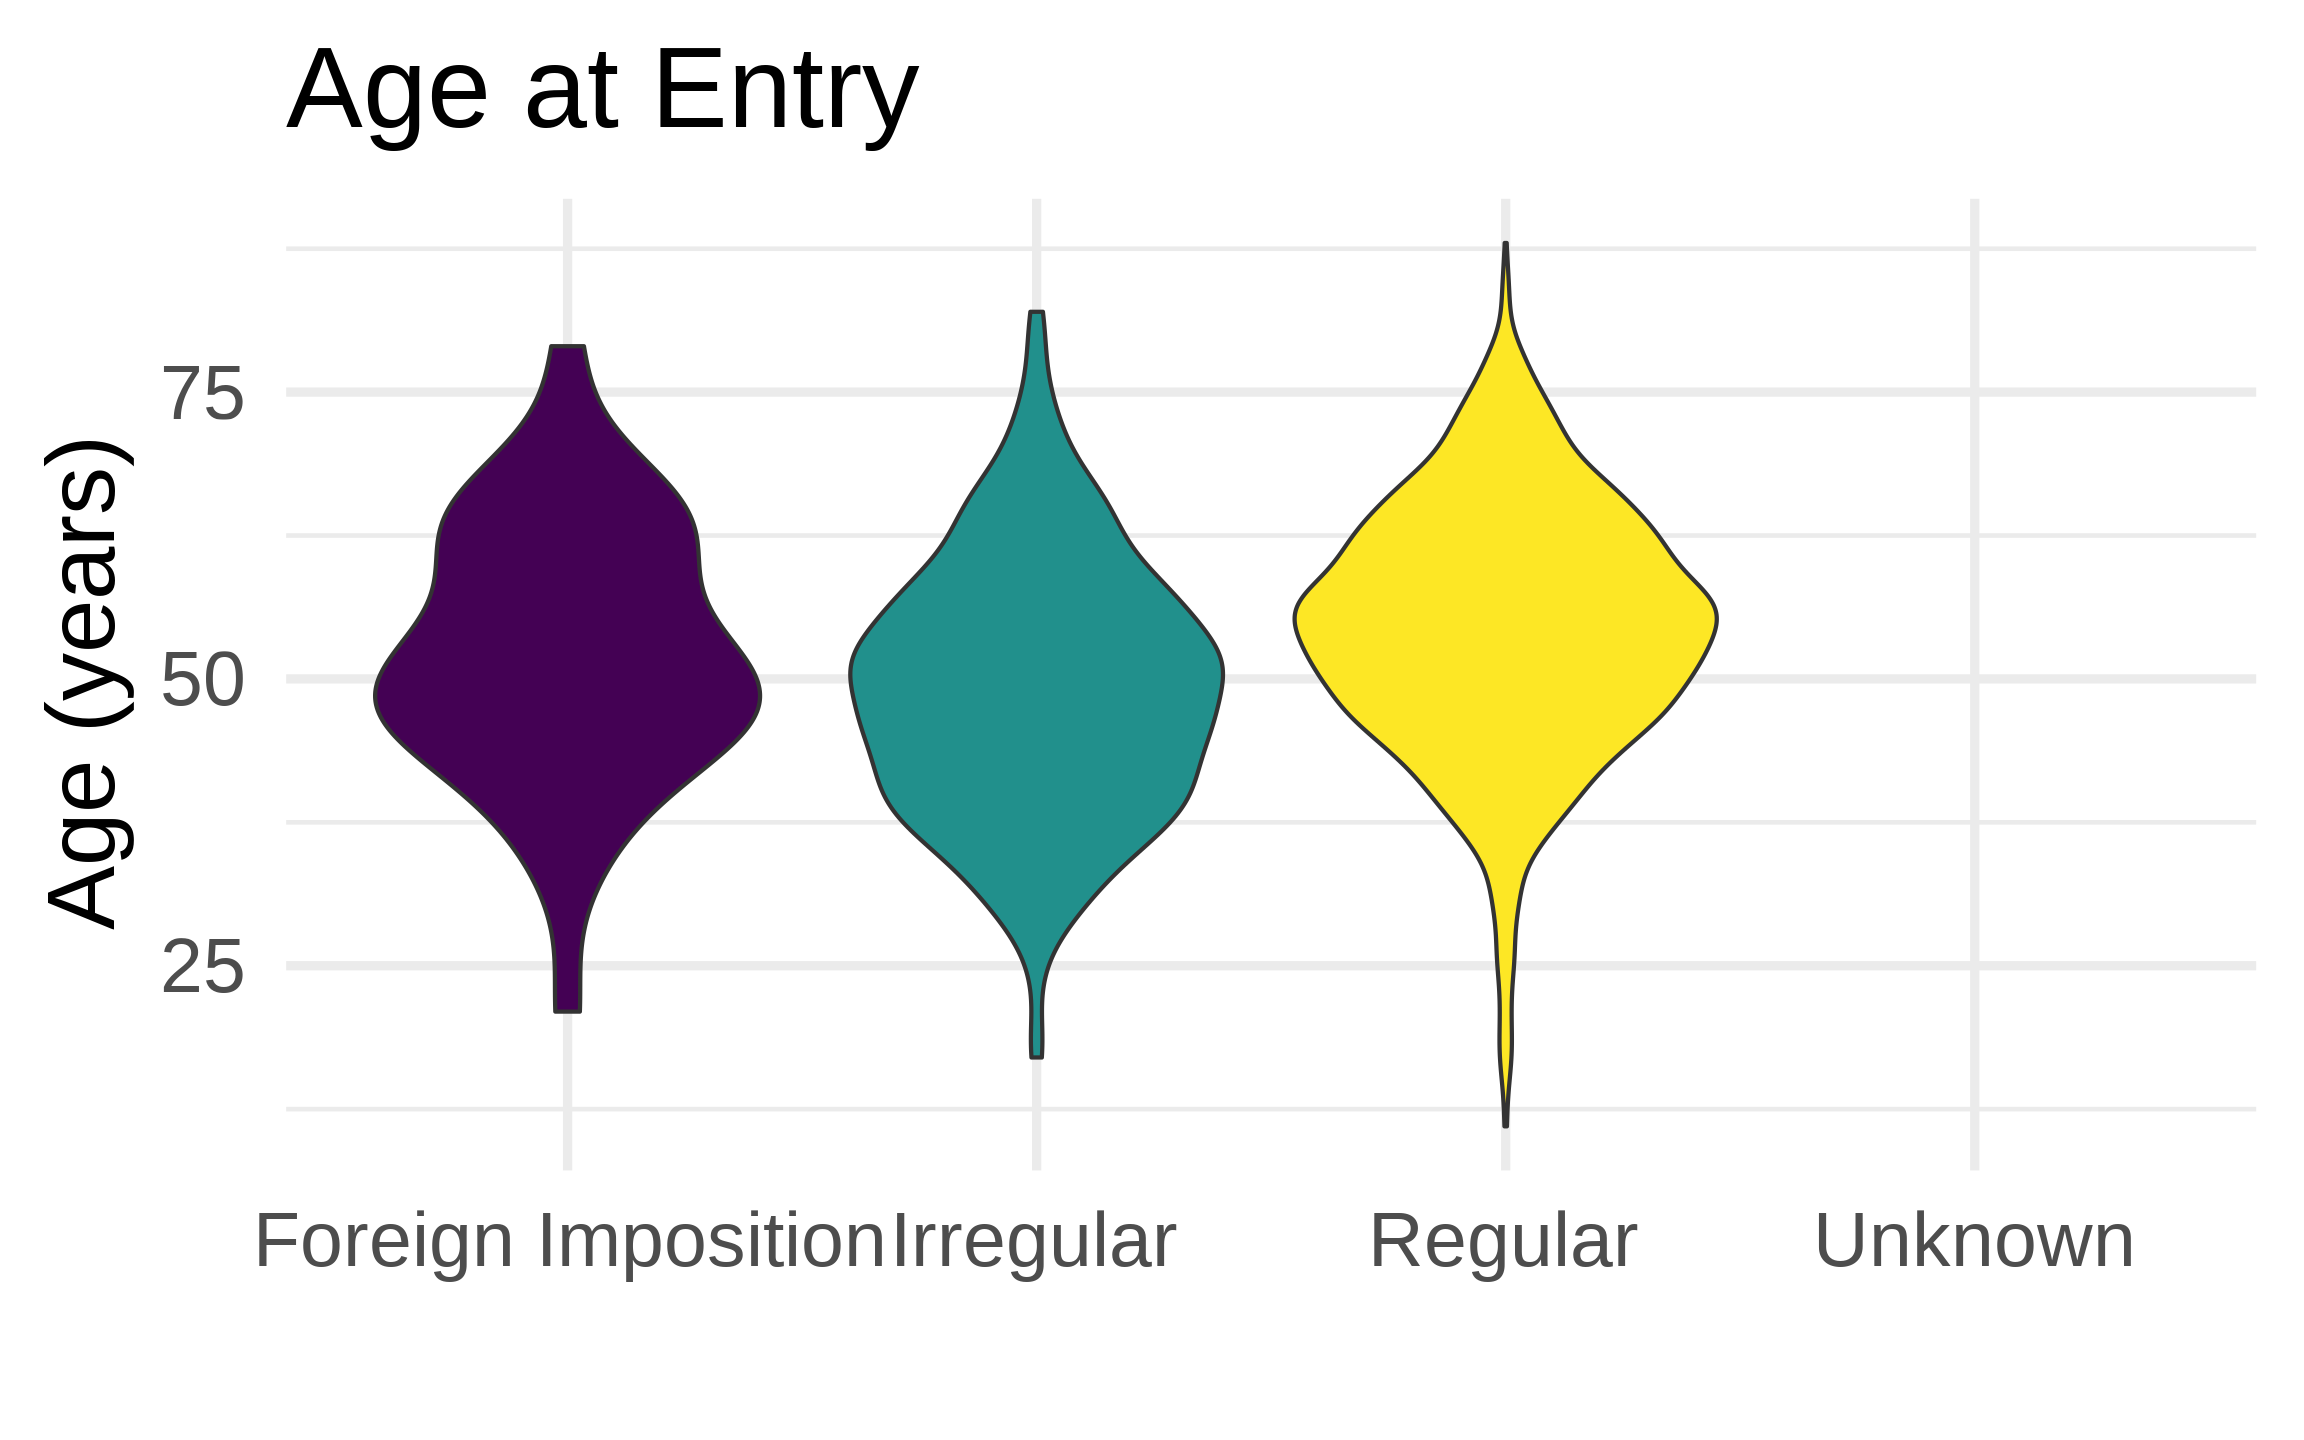 Age at Entry
Age (years)
75
50
25
Foreign Imposition
Irregular
Regular
Unknown